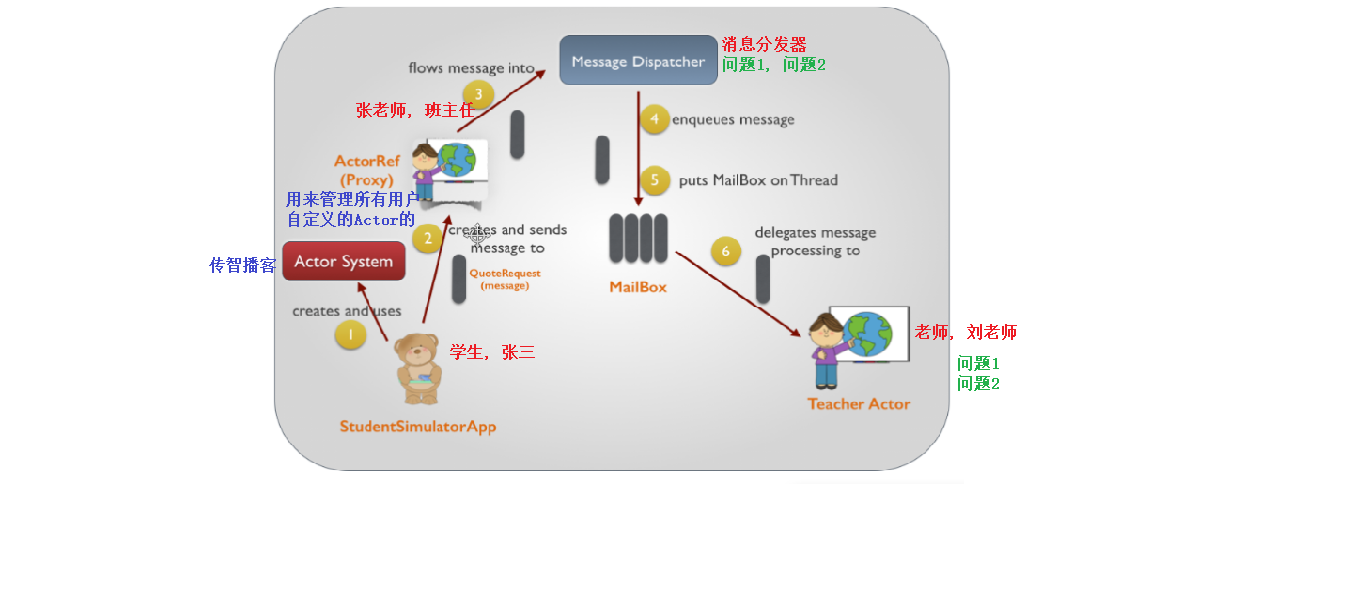 Message Dispatcher
消息分发器
问题1, 问题2
flows message into
3
张老师, 班主任
4
enqueues message
ActorRef
(Proxy)
5
puts MailBox on Thread
用来管理所有用户
自定义的Actor的
2
creates and sends
message to
6
delegates message
processing to
传智播客
Actor System
QuoteRequest
(message)
MailBox
creates and uses
1
学生, 张三
老师, 刘老师
问题1
问题2
Teacher Actor
StudentSimulatorApp